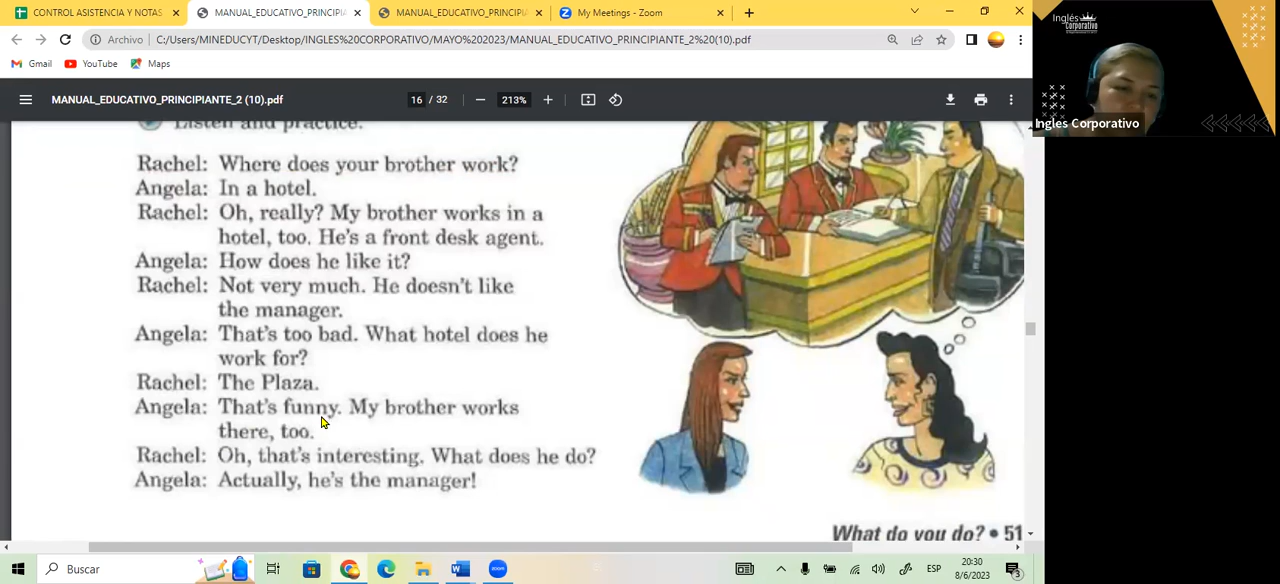 CONTROL ASISTENCIA Y NOTAS
MANUAL_EDUCATIVO_PRINCIPIA
MANUAL_EDUCATIVO_PRINCIPIA
My Meetings - Zoom
Archivo
C:/Users/MINEDUCYT/Desktop/INGLES%20CORPORATIVO/MAYO%202023/MANUAL_EDUCATIVO_PRINCIPIANTE_2%20(10).pdf
Gmail
YouTube
Maps
MANUAL_EDUCATIVO_PRINCIPIANTE_2 (10).pdf
16 / 32
213%
Listen and practice.
Rachel: Where does your brother work?
Angela: In a hotel.
Rachel: Oh, really? My brother works in a
hotel, too. He's a front desk agent.
Angela: How does he like it?
Rachel: Not very much. He doesn't like
the manager.
Angela: That's too bad. What hotel does he
work for?
Rachel: The Plaza.
Angela: That's funny. My brother works
there, too.
Rachel: Oh, that's interesting. What does he do?
Angela: Actually, he's the manager!
What do you do? • 51
Inglés
Corporativo
Ingles Corporativo
Buscar
ESP
20:30
8/6/2023
3